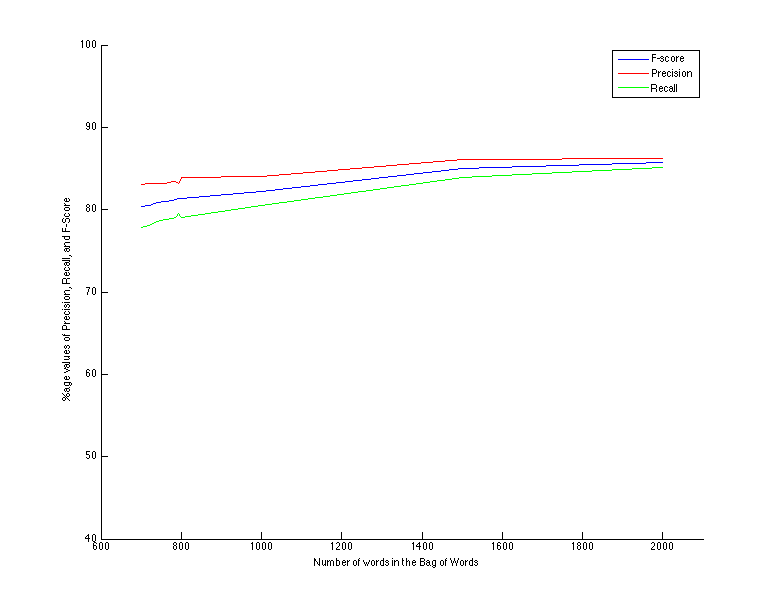 100
90
80
70
60
50
40
%age values of Precision, Recall, and F-Score
F-score
Precision
Recall
600 800 1000 1200 1400 1600 1800 2000
Number of words in the Bag of Words